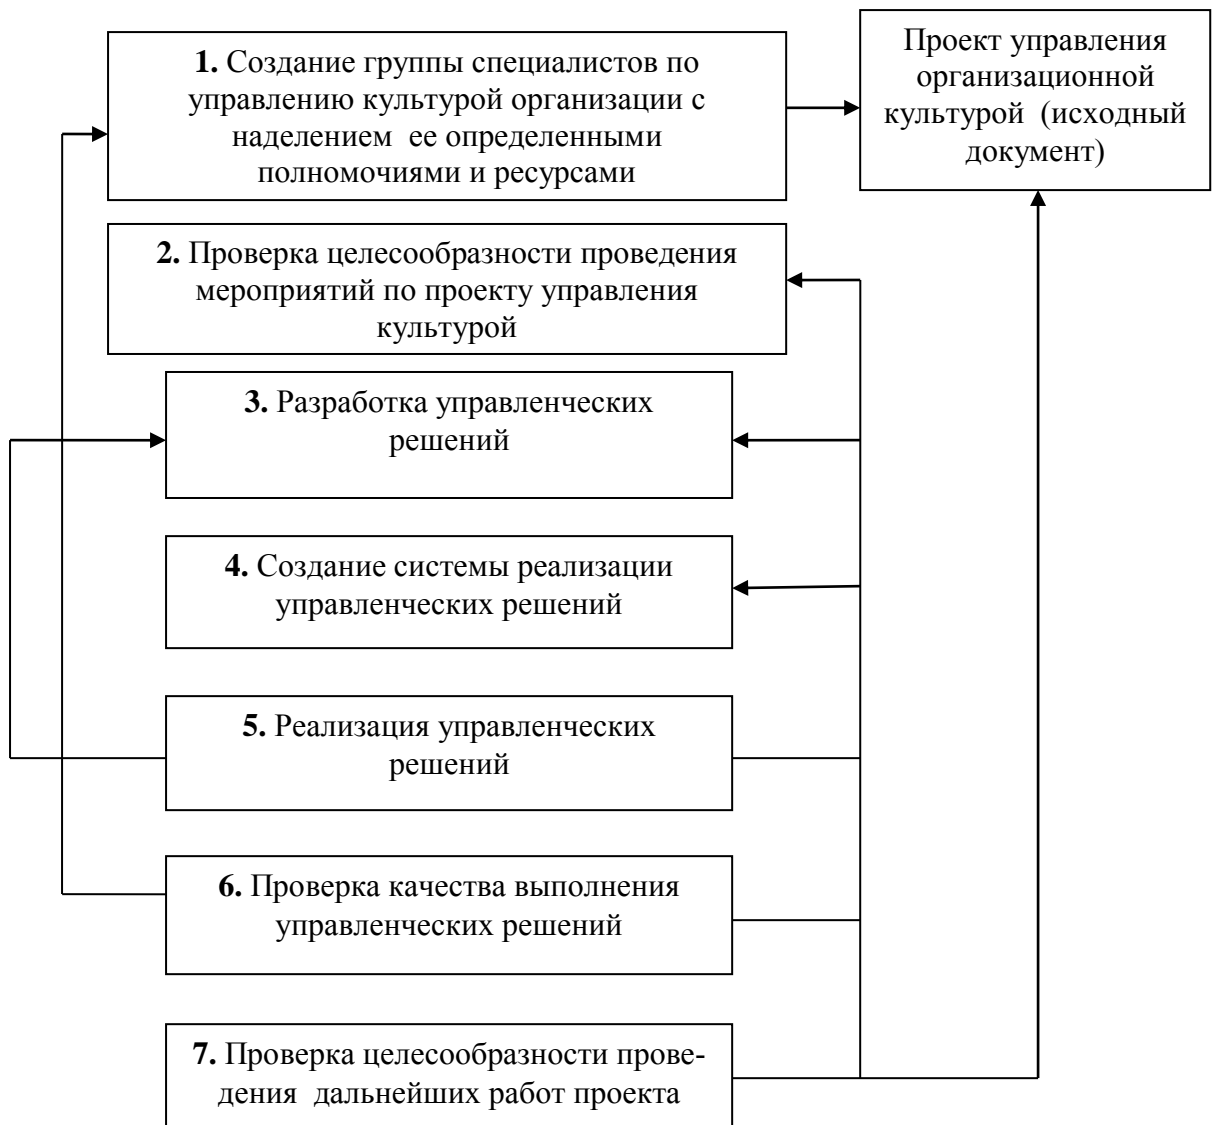 1. Создание группы специалистов по
управлению культурой организации с
наделением ее определенными
полномочиями и ресурсами
Проект управления
организационной
культурой (исходный
документ)
2. Проверка целесообразности проведения
мероприятий по проекту управления
культурой
3. Разработка управленческих
решений
4. Создание системы реализации
управленческих решений
5. Реализация управленческих
решений
6. Проверка качества выполнения
управленческих решений
7. Проверка целесообразности прове-
дения дальнейших работ проекта